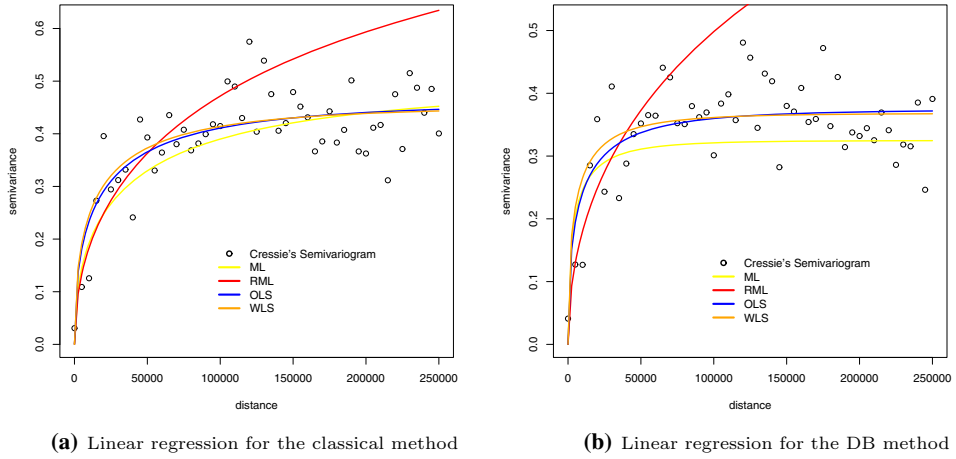 0.6
0.5
0.4
0.3
0.2
0.1
0.0
semivariance
Cressie's Semivariogram
ML
RML
OLS
WLS
0 50000 100000 150000 200000 250000
distance
(a) Linear regression for the classical method
0.5
0.4
0.3
0.2
0.1
0.0
semivariance
Cressie's Semivariogram
ML
RML
OLS
WLS
0 50000 100000 150000 200000 250000
distance
(b) Linear regression for the DB method